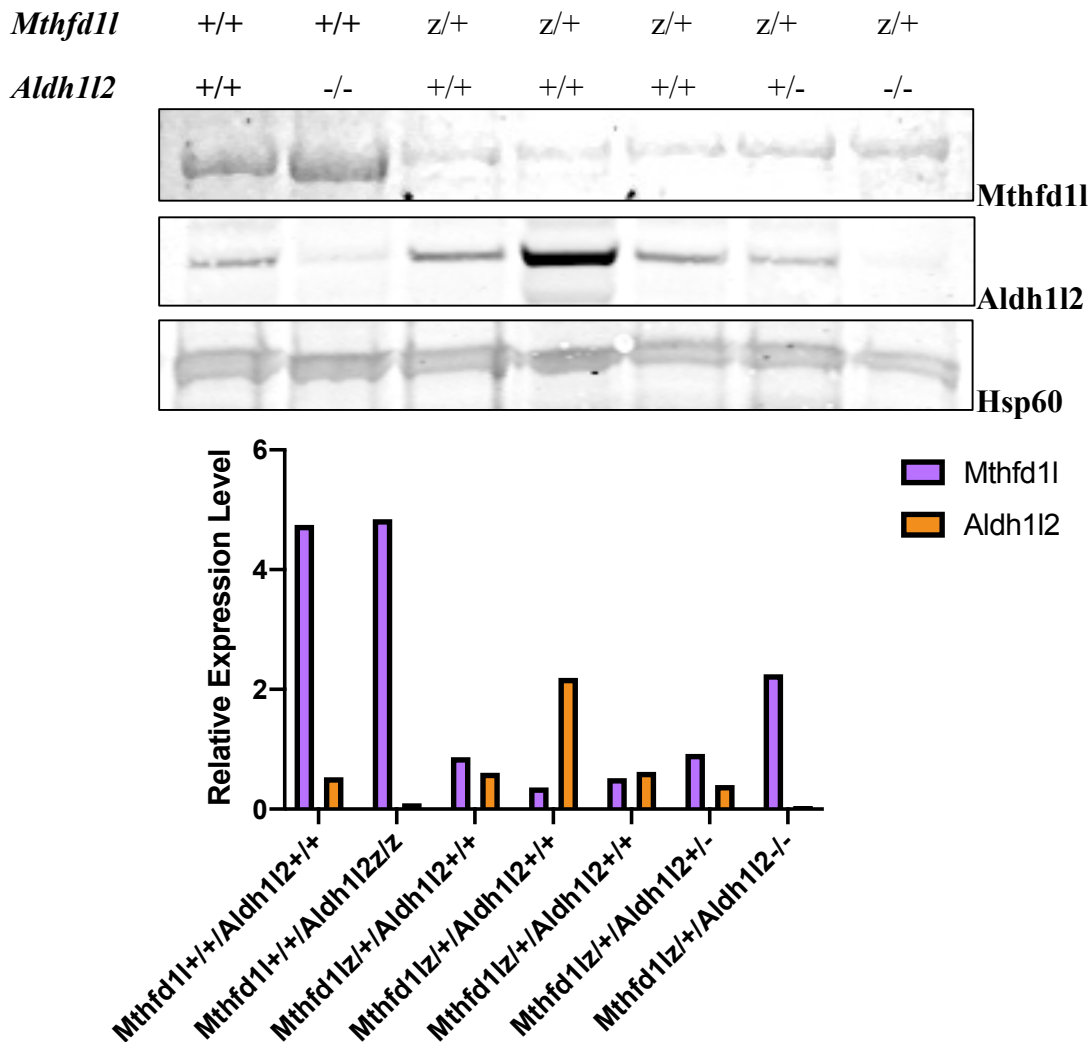 Mthfd1l +/+ +/+ z/+ z/+ z/+ z/+ z/+
Aldh1l2 +/+ -/- +/+ +/+ +/+ +/- -/-
Mthfd1l
Aldh1l2
Hsp60
Relative Expression Level
6
4
2
0
Mthfd1l
Aldh1l2
Mthfd1l+/+/Aldh1l2+/+
Mthfd1l+/+/Aldh1l2z/z
Mthfd1lz/+/Aldh1l2+/+
Mthfd1lz/+/Aldh1l2+/+
Mthfd1lz/+/Aldh1l2+/+
Mthfd1lz/+/Aldh1l2+/-
Mthfd1lz/+/Aldh1l2-/-